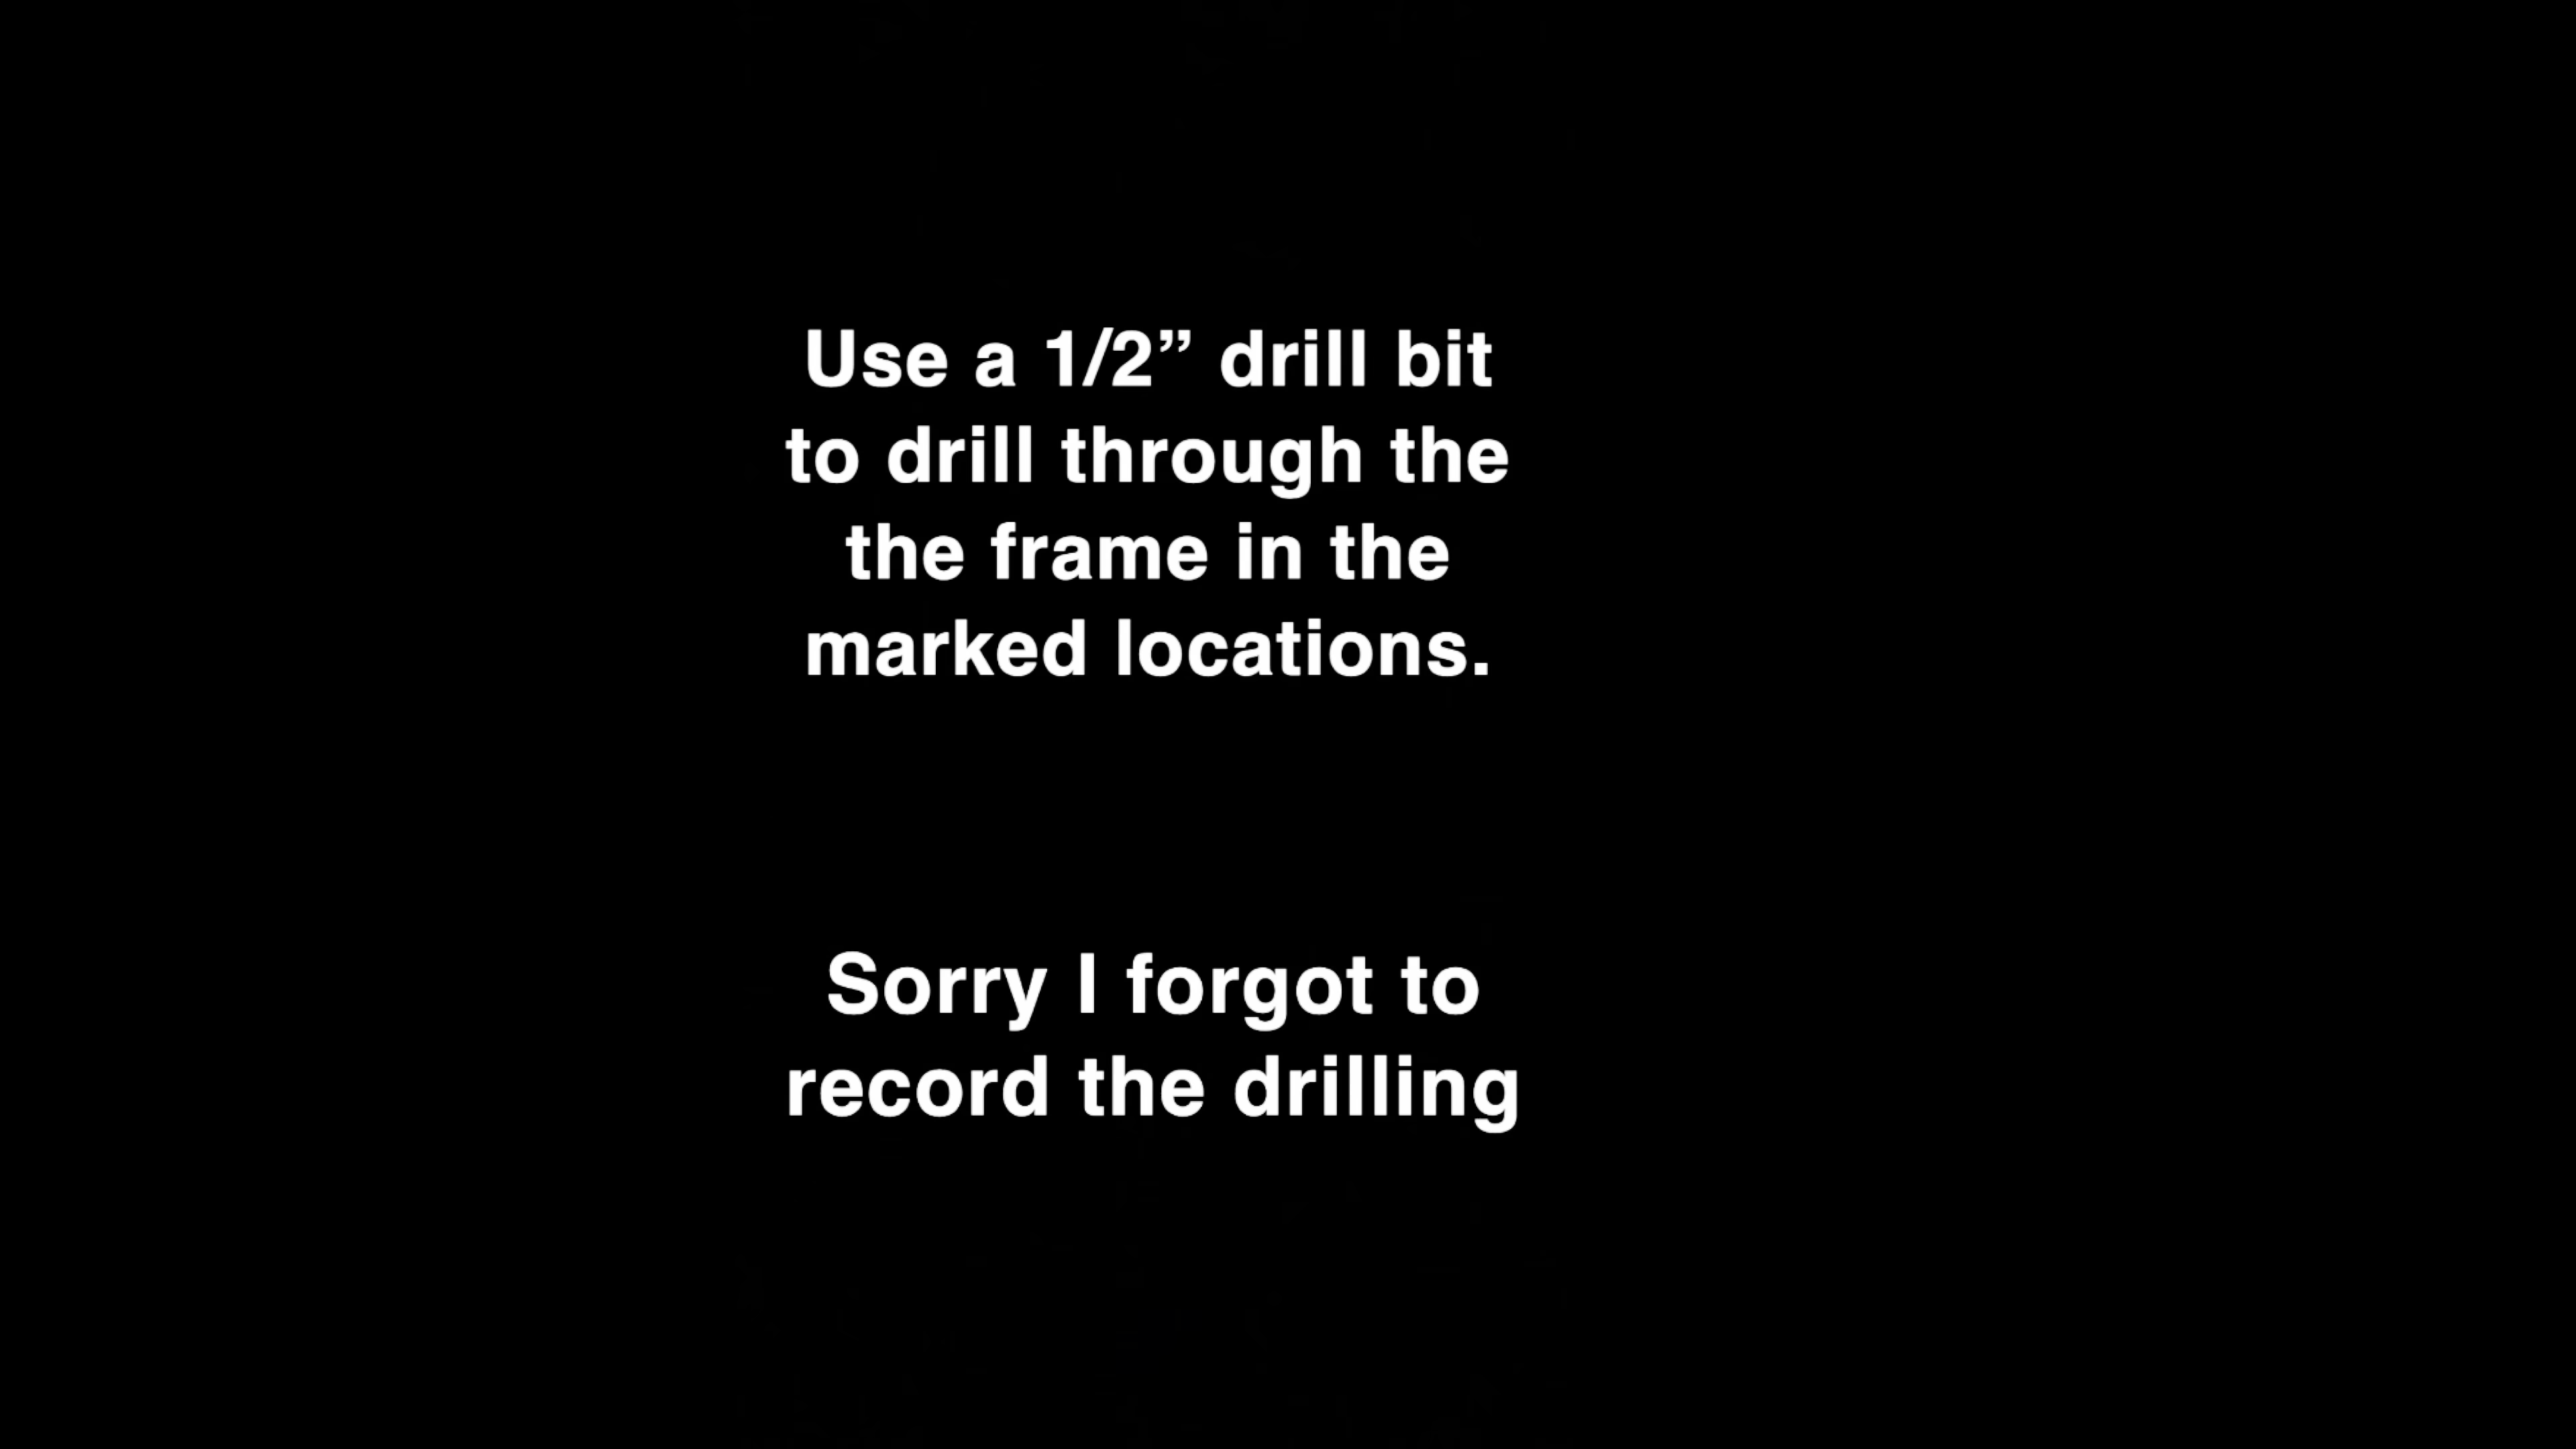 Use a 1/2” drill bit
to drill through the
the frame in the
marked locations.
Sorry I forgot to
record the drilling